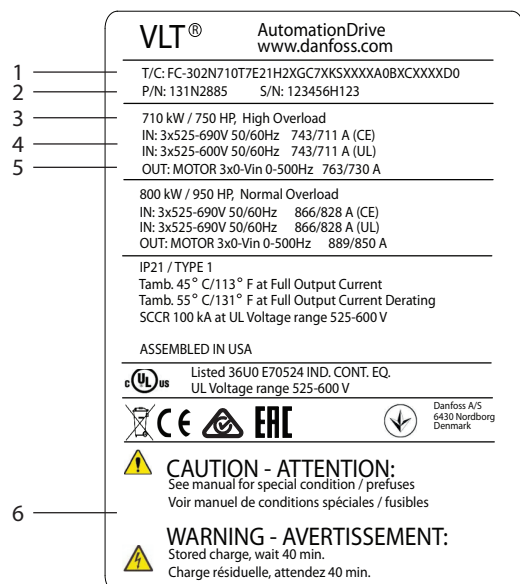 VLT® AutomationDrive
www.danfoss.com
1 T/C: FC-302N710T7E21H2XGC7XKSXXXXA0BXCXXXXD0
2 P/N: 131N2885 S/N: 123456H123
3 710 kW / 750 HP, High Overload
4 IN: 3x525-690V 50/60Hz 743/711 A (CE)
IN: 3x525-600V 50/60Hz 743/711 A (UL)
5 OUT: MOTOR 3x0-Vin 0-500Hz 763/730 A
800 kW / 950 HP, Normal Overload
IN: 3x525-690V 50/60Hz 866/828 A (CE)
IN: 3x525-690V 50/60Hz 866/828 A (UL)
OUT: MOTOR 3x0-Vin 0-500Hz 889/850 A
IP21 / TYPE 1
Tamb. 45° C/113° F at Full Output Current
Tamb. 55° C/131° F at Full Output Current Derating
SCCR 100 kA at UL Voltage range 525-600 V
ASSEMBLED IN USA
c UL us Listed 36U0 E70524 IND. CONT. EQ.
UL Voltage range 525-600 V
CE EAC
Danfoss A/S
6430 Nordborg
Denmark
CAUTION - ATTENTION:
See manual for special condition / prefuses
Voir manuel de conditions spéciales / fusibles
6
WARNING - AVERTISSEMENT:
Stored charge, wait 40 min.
Charge résiduelle, attendez 40 min.